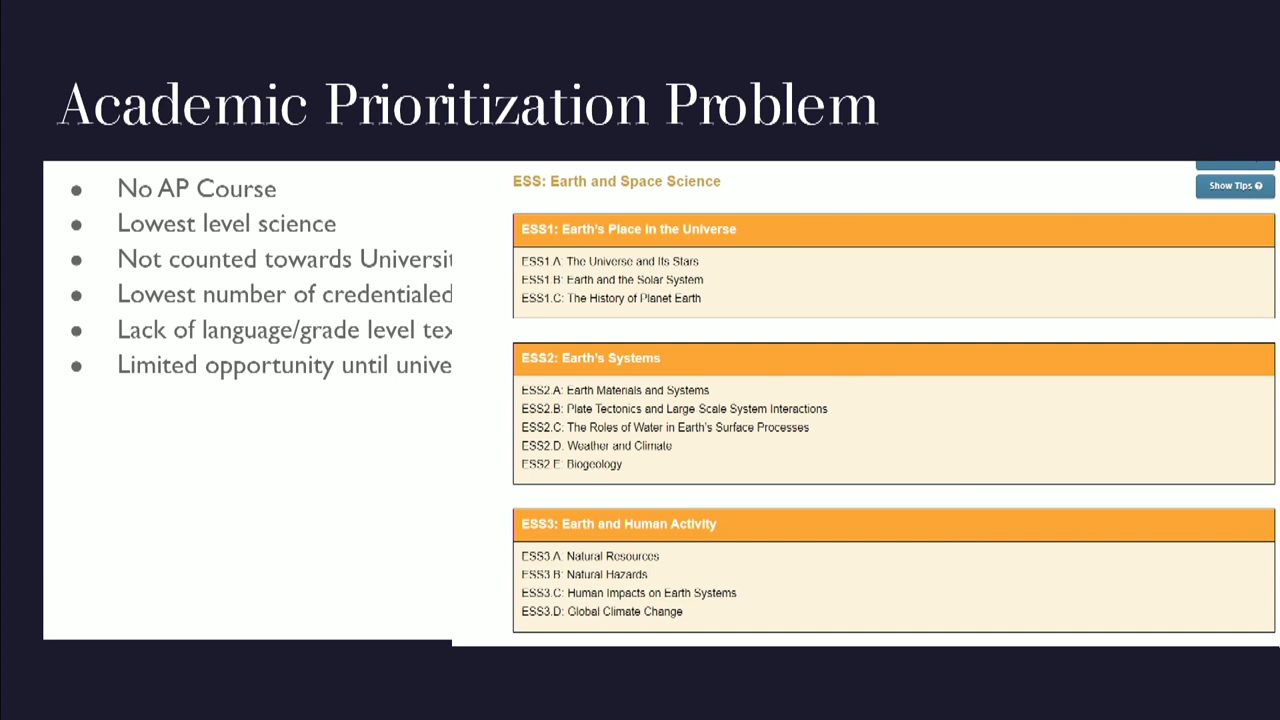 Academic Prioritization Problem
No AP Course
Lowest level science
Not counted towards
Lowest number of credentialed
Lack of language/grade level
Limited opportunity until
ESS: Earth and Space Science
Show Tips
ESS1: Earth's Place in the Universe
ESS1.A: The Universe and Its Stars
ESS1.B: Earth and the Solar System
ESS1.C: The History of Planet Earth
ESS2: Earth's Systems
ESS2.A: Earth Materials and Systems
ESS2.B: Plate Tectonics and Large-Scale System Interactions
ESS2.C: The Roles of Water in Earth's Surface Processes
ESS2.D: Weather and Climate
ESS2.E: Biogeology
ESS3: Earth and Human Activity
ESS3.A: Natural Resources
ESS3.B: Natural Hazards
ESS3.C: Human Impacts on Earth Systems
ESS3.D: Global Climate Change